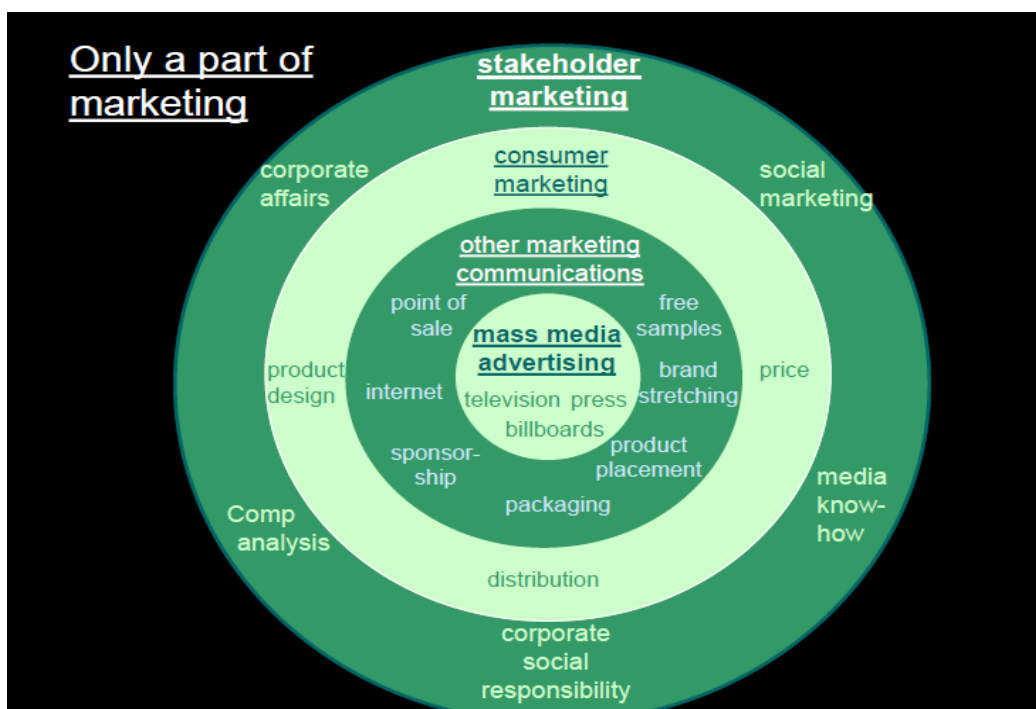 Only a part of
marketing
stakeholder
marketing
corporate
affairs
social
marketing
consumer
marketing
other marketing
communications
point of
sale
free
samples
mass media
advertising
television press
billboards
product
design
internet
brand
stretching
price
sponsor-
ship
product
placement
packaging
media
know-
how
Comp
analysis
distribution
corporate
social
responsibility